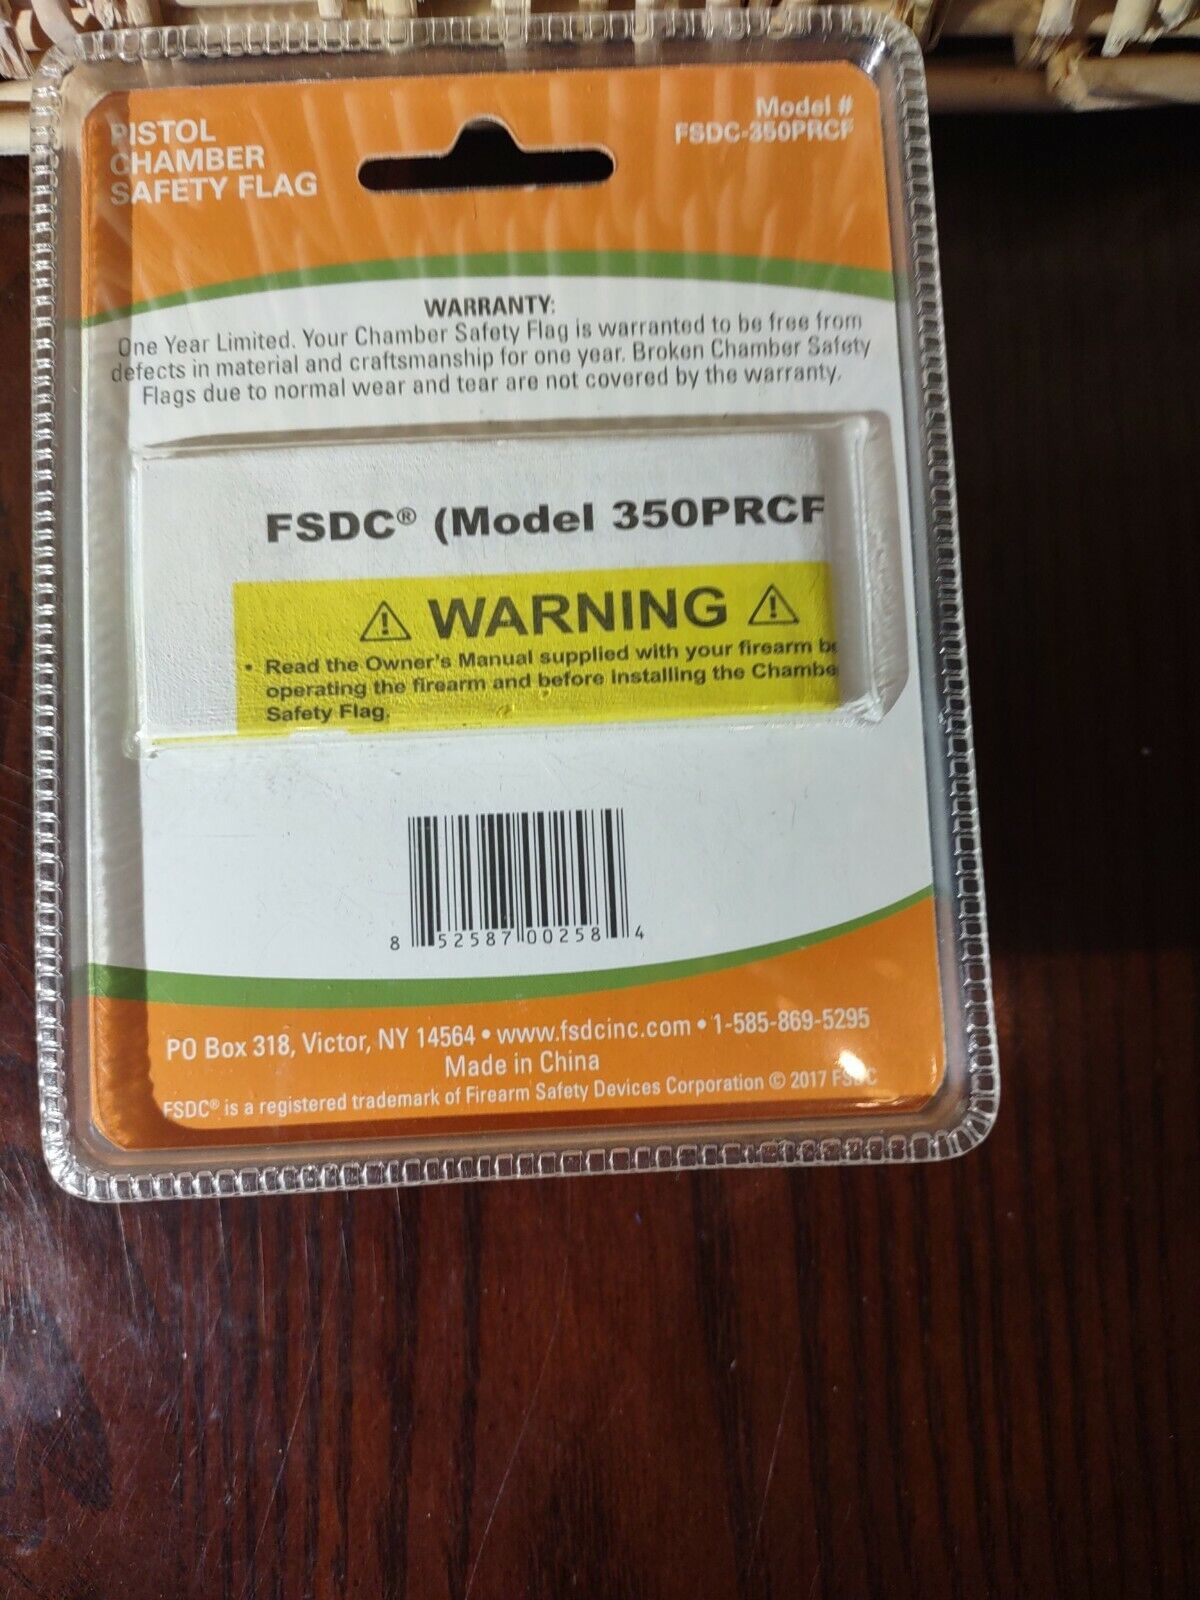 PISTOL
CHAMBER
SAFETY FLAG
Model #
FSDC-350PRCF
WARRANTY:
One Year Limited. Your Chamber Safety Flag is warranted to be free from
defects in material and craftsmanship for one year. Broken Chamber Safety
Flags due to normal wear and tear are not covered by the warranty.
FSDC® (Model 350PRCF
⚠ WARNING ⚠
• Read the Owner's Manual supplied with your firearm be
operating the firearm and before installing the Chambe
Safety Flag.
8 52587 00258 4
PO Box 318, Victor, NY 14564 • www.fsdcinc.com • 1-585-869-5295
Made in China
FSDC® is a registered trademark of Firearm Safety Devices Corporation © 2017 FSDC